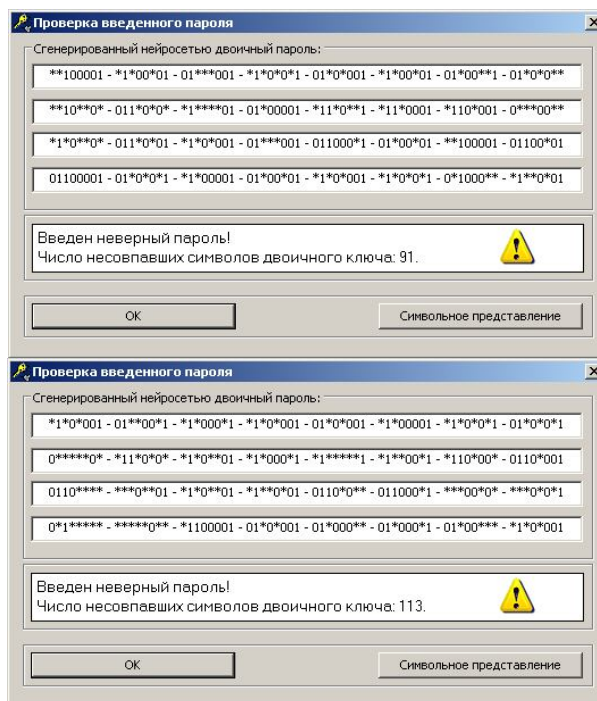 Проверка введенного пароля
Сгенерированный нейросетью двоичный пароль:
**100001 - *1*00*01 - 01***001 - *1*0*0*1 - 01*0*001 - *1*00*01 - 01*00**1 - 01*0*0**
**10**0* - 011*0*0* - *1****01 - 01*00001 - *11*0**1 - *11*0001 - *110*001 - 0***00**
*1*0**0* - 011*0*01 - *1*0*001 - 01***001 - 011000*1 - 01*00*01 - **100001 - 01100*01
01100001 - 01*0*0*1 - *1*00001 - 01*00*01 - *1*0*001 - *1*0*0*1 - 0*1000** - *1**0*01
Введен неверный пароль!
Число несовпавших символов двоичного ключа: 91.
OK
Символьное представление
Проверка введенного пароля
Сгенерированный нейросетью двоичный пароль:
*1*0*001 - 01**00*1 - *1*000*1 - *1*0*001 - 01*0*001 - *1*00001 - *1*0*0*1 - 01*0*0*1
0*****0* - *11*0*0* - *1*0**01 - *1*000*1 - *1*****1 - *1**00*1 - *110*00* - 0110*001
0110**** - ***0**01 - *1*0**01 - *1**0*01 - 0110*0** - 011000*1 - ***00*0* - ***0*0*1
0*1***** - *****0** - *1100001 - 01*0*001 - 01*000** - 01*000*1 - 01*00*** - *1*0*001
Введен неверный пароль!
Число несовпавших символов двоичного ключа: 113.
OK
Символьное представление